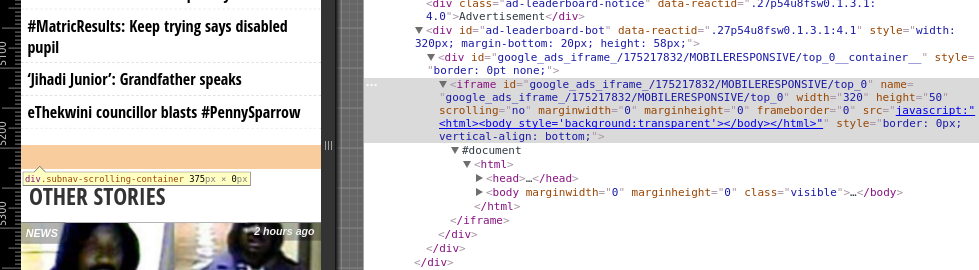 #MatricResults: Keep trying says disabled
pupil
'Jihadi Junior': Grandfather speaks
eThekwini councillor blasts #PennySparrow
div.subnav-scrolling-container 375px × 0px
OTHER STORIES
NEWS
2 hours ago
5100
5200
5300
<div class="ad-leaderboard-notice" data-reactid=".27p54u8fsw0.1.3.1:
4.0">Advertisement</div>
▼<div id="ad-leaderboard-bot" data-reactid=".27p54u8fsw0.1.3.1:4.1" style="width:
320px; margin-bottom: 20px; height: 58px;">
▼<div id="google_ads_iframe_/175217832/MOBILERESPONSIVE/top_0__container__" style=
"border: 0pt none;">
▼<iframe id="google_ads_iframe_/175217832/MOBILERESPONSIVE/top_0" name=
"google_ads_iframe_/175217832/MOBILERESPONSIVE/top_0" width="320" height="50"
scrolling="no" marginwidth="0" marginheight="0" frameborder="0" src="javascript:"
<html><body style='background:transparent'></body></html>"" style="border: 0px;
vertical-align: bottom;">
▼#document
▼<html>
▶<head>…</head>
▶<body marginwidth="0" marginheight="0" class="visible">…</body>
</html>
</iframe>
</div>
</div>
</div>